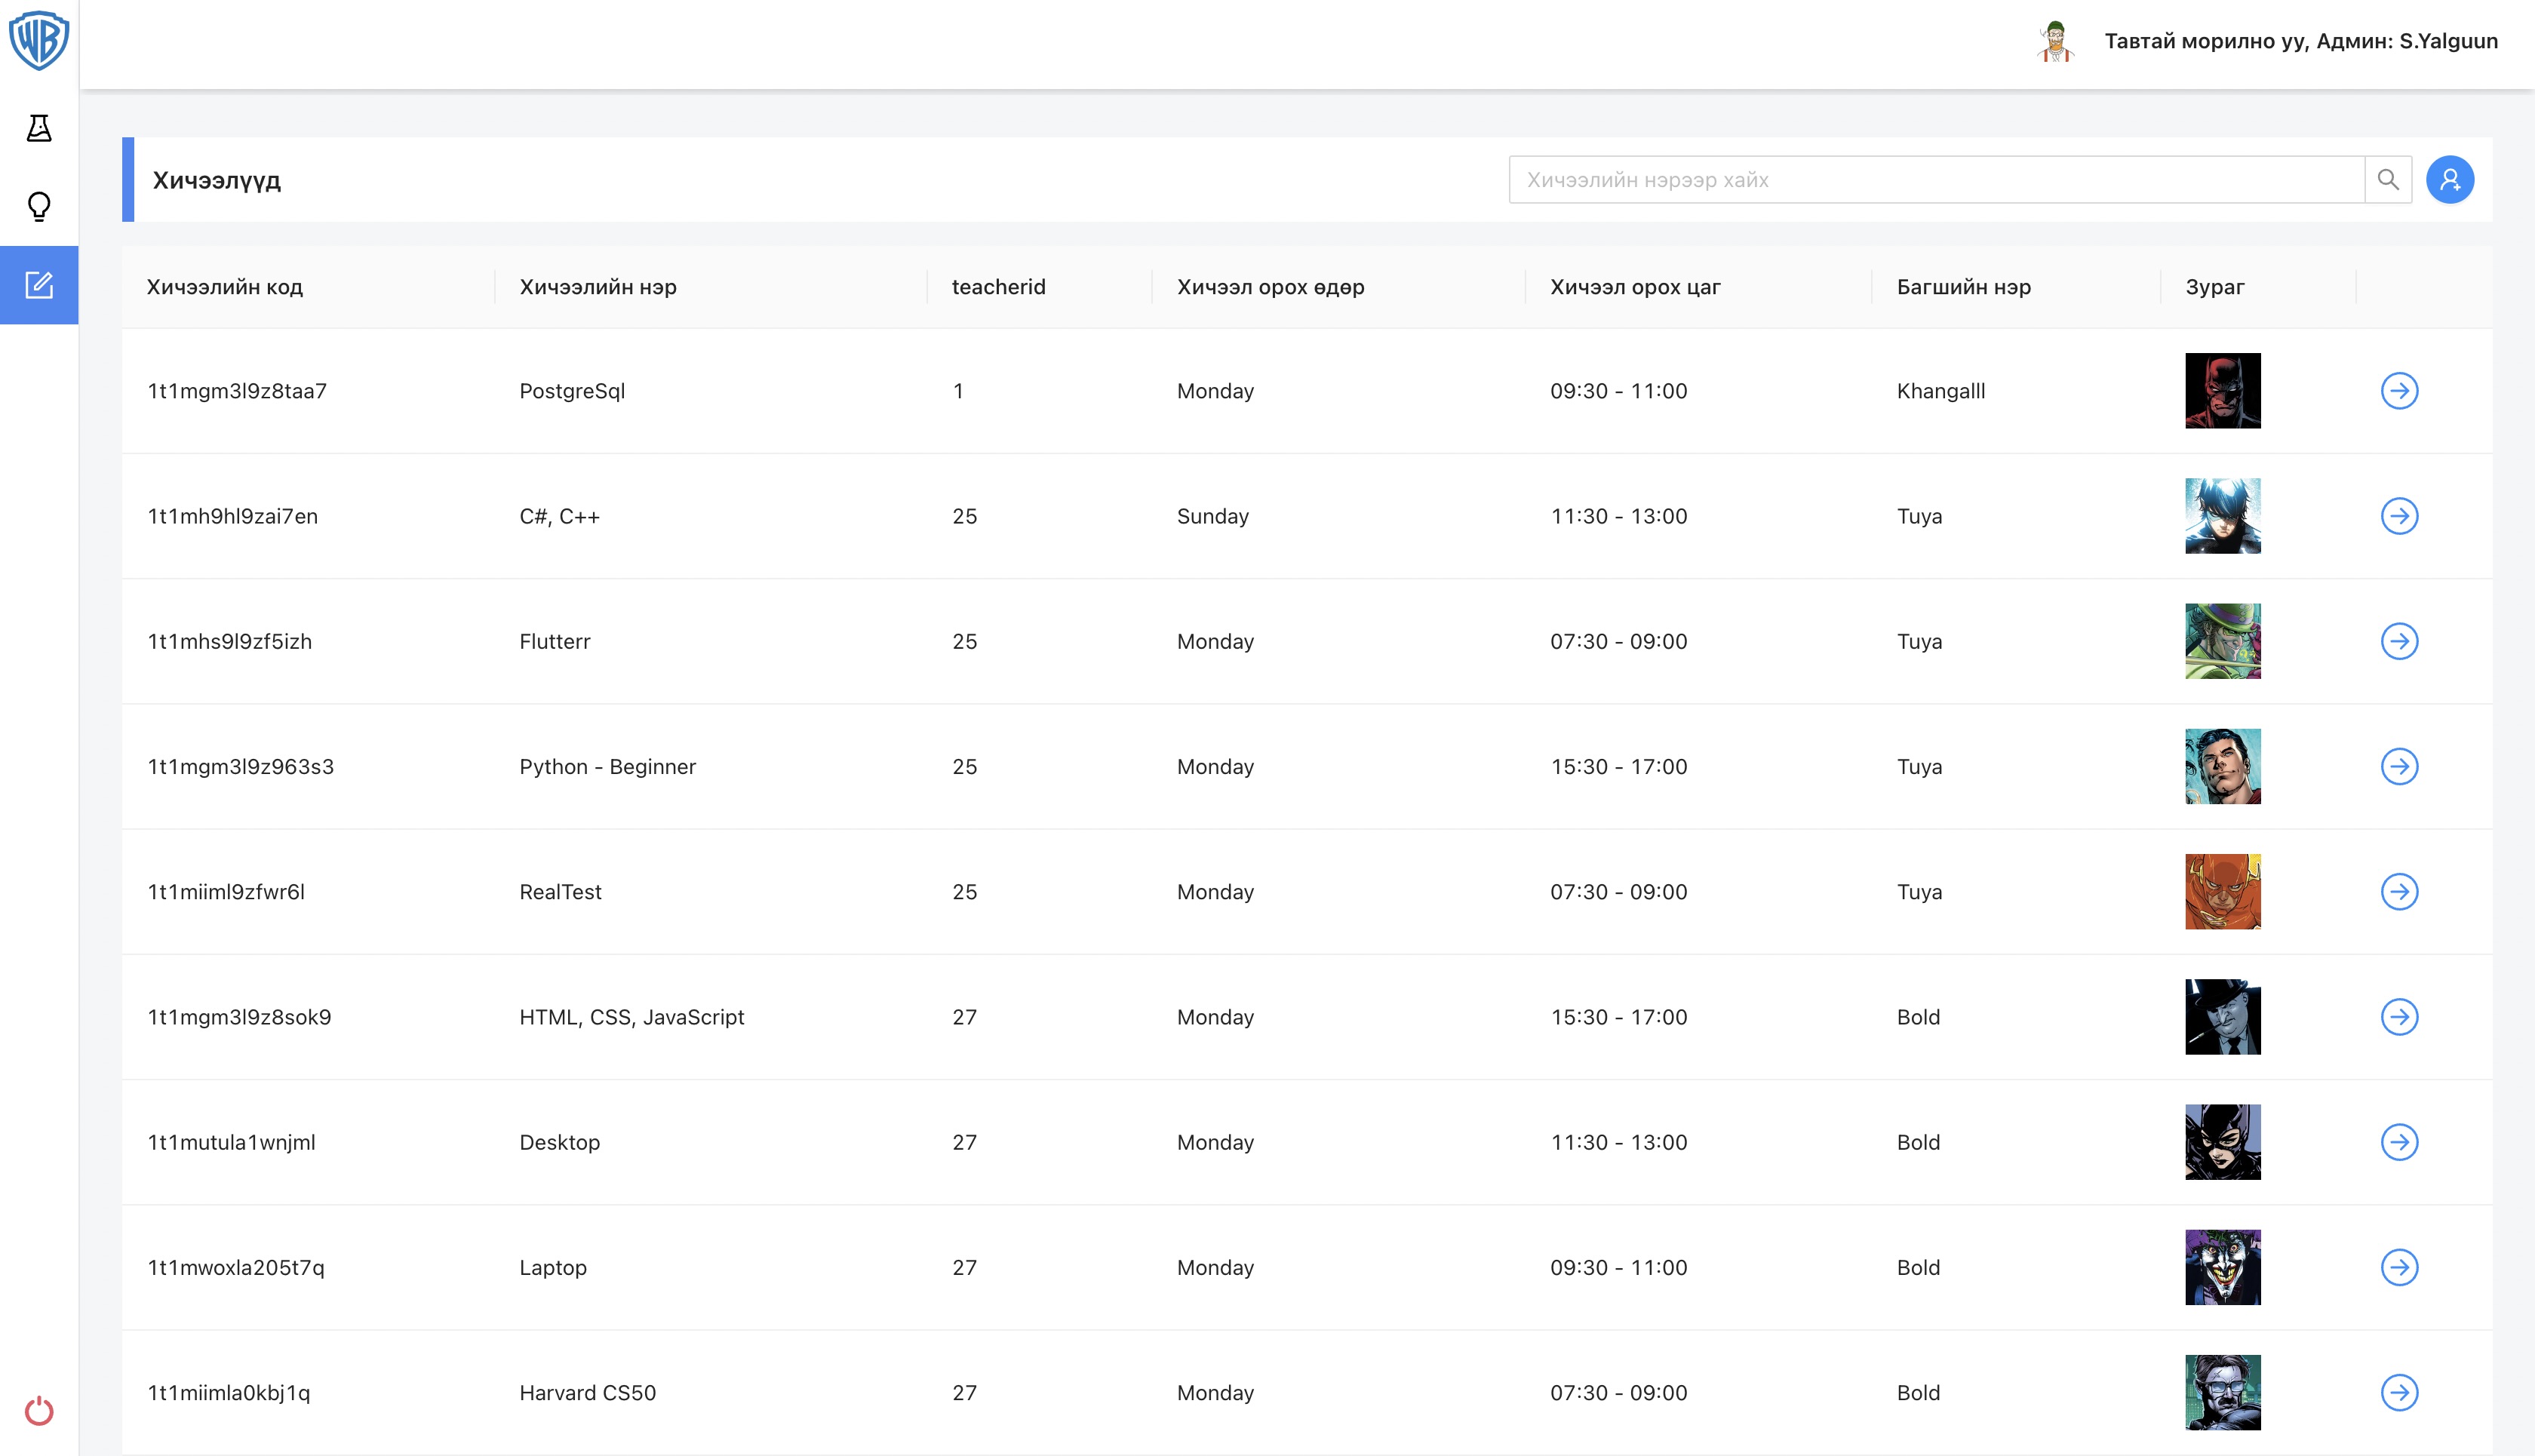 WB
Тавтай морилно уу, Админ: S.Yalguun
Хичээлүүд
Хичээлийн нэрээр хайх
Хичээлийн код Хичээлийн нэр teacherid Хичээл орох өдөр Хичээл орох цаг Багшийн нэр Зураг
1t1mgm3l9z8taa7 PostgreSql 1 Monday 09:30 - 11:00 Khangalll
1t1mh9hl9zai7en C#, C++ 25 Sunday 11:30 - 13:00 Tuya
1t1mhs9l9zf5izh Flutterr 25 Monday 07:30 - 09:00 Tuya
1t1mgm3l9z963s3 Python - Beginner 25 Monday 15:30 - 17:00 Tuya
1t1miiml9zfwr6l RealTest 25 Monday 07:30 - 09:00 Tuya
1t1mgm3l9z8sok9 HTML, CSS, JavaScript 27 Monday 15:30 - 17:00 Bold
1t1mutula1wnjml Desktop 27 Monday 11:30 - 13:00 Bold
1t1mwoxla205t7q Laptop 27 Monday 09:30 - 11:00 Bold
1t1miimla0kbj1q Harvard CS50 27 Monday 07:30 - 09:00 Bold